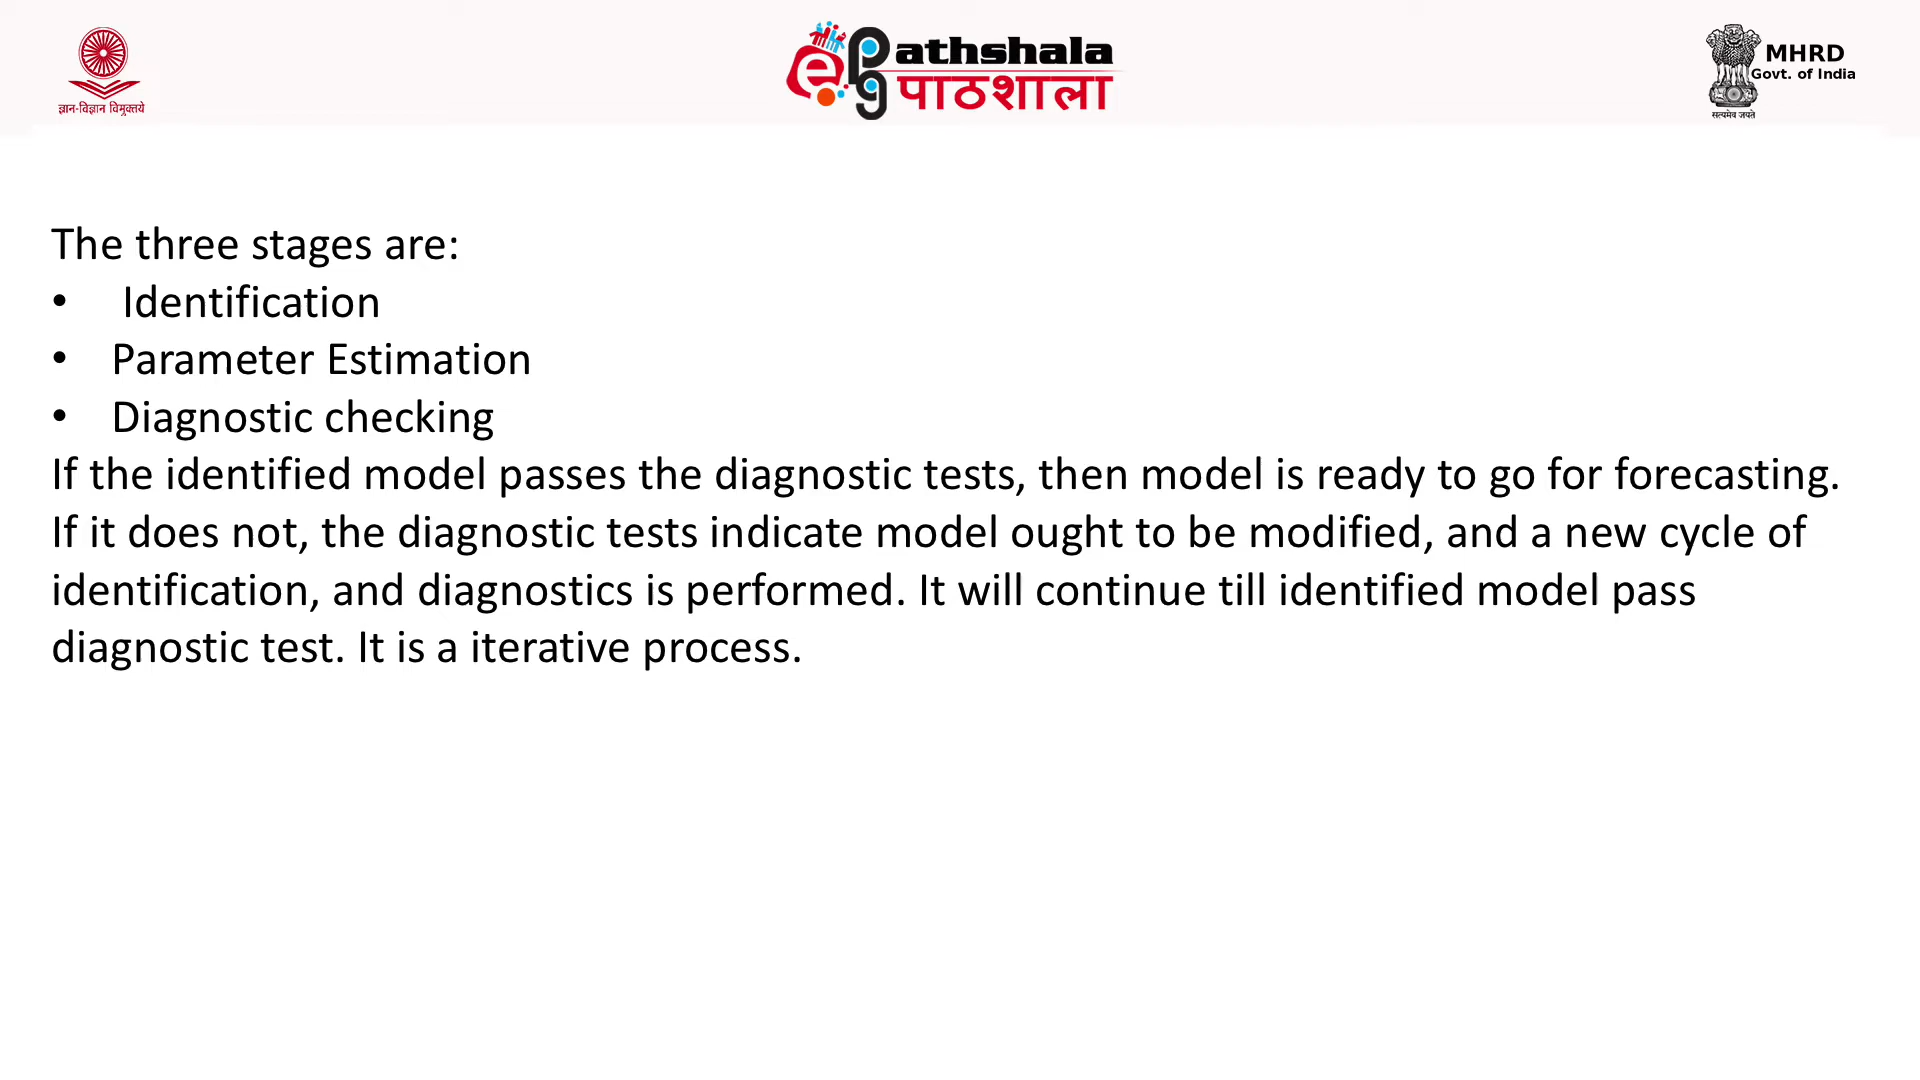 ज्ञान-विज्ञान विमुक्तये
ePG Pathshala
पाठशाला
MHRD
Govt. of India
सत्यमेव जयते
The three stages are:
• Identification
• Parameter Estimation
• Diagnostic checking
If the identified model passes the diagnostic tests, then model is ready to go for forecasting.
If it does not, the diagnostic tests indicate model ought to be modified, and a new cycle of
identification, and diagnostics is performed. It will continue till identified model pass
diagnostic test. It is a iterative process.